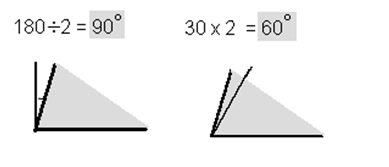 180÷2 = 90°
30 x 2 = 60°